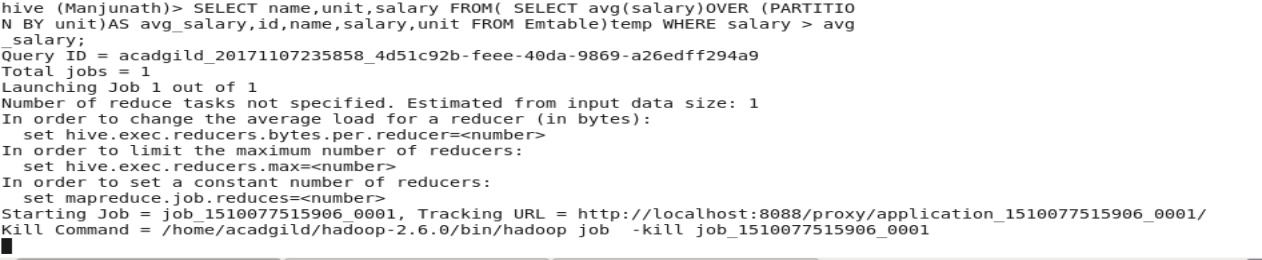 hive (Manjunath)> SELECT name,unit,salary FROM( SELECT avg(salary)OVER (PARTITIO
N BY unit)AS avg_salary,id,name,salary,unit FROM Emtable)temp WHERE salary > avg
_salary;
Query ID = acadgild_20171107235858_4d51c92b-feee-40da-9869-a26edff294a9
Total jobs = 1
Launching Job 1 out of 1
Number of reduce tasks not specified. Estimated from input data size: 1
In order to change the average load for a reducer (in bytes):
  set hive.exec.reducers.bytes.per.reducer=<number>
In order to limit the maximum number of reducers:
  set hive.exec.reducers.max=<number>
In order to set a constant number of reducers:
  set mapreduce.job.reduces=<number>
Starting Job = job_1510077515906_0001, Tracking URL = http://localhost:8088/proxy/application_1510077515906_0001/
Kill Command = /home/acadgild/hadoop-2.6.0/bin/hadoop job  -kill job_1510077515906_0001